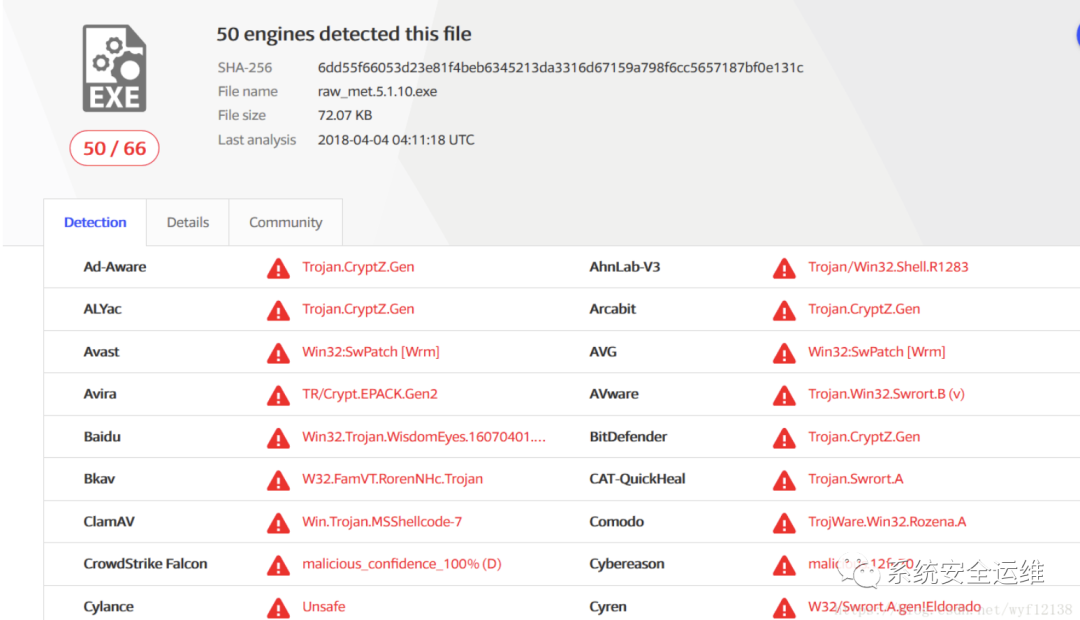 50 engines detected this file
SHA-256 6dd55f66053d23e81f4beb6345213da3316d67159a798f6cc5657187bf0e131c
File name raw_met.5.1.10.exe
File size 72.07 KB
Last analysis 2018-04-04 04:11:18 UTC
EXE
50 / 66
Detection Details Community
Ad-Aware Trojan.CryptZ.Gen AhnLab-V3 Trojan/Win32.Shell.R1283
ALYac Trojan.CryptZ.Gen Arcabit Trojan.CryptZ.Gen
Avast Win32:SwPatch [Wrm] AVG Win32:SwPatch [Wrm]
Avira TR/Crypt.EPACK.Gen2 AVware Trojan.Win32.Swrort.B (v)
Baidu Win32.Trojan.WisdomEyes.16070401.... BitDefender Trojan.CryptZ.Gen
Bkav W32.FamVT.RorenNHc.Trojan CAT-QuickHeal Trojan.Swrort.A
ClamAV Win.Trojan.MSShellcode-7 Comodo TrojWare.Win32.Rozena.A
CrowdStrike Falcon malicious_confidence_100% (D) Cybereason
系统安全运维
Cylance Unsafe Cyren W32/Swrort.A.gen!Eldorado
net/wyf12138